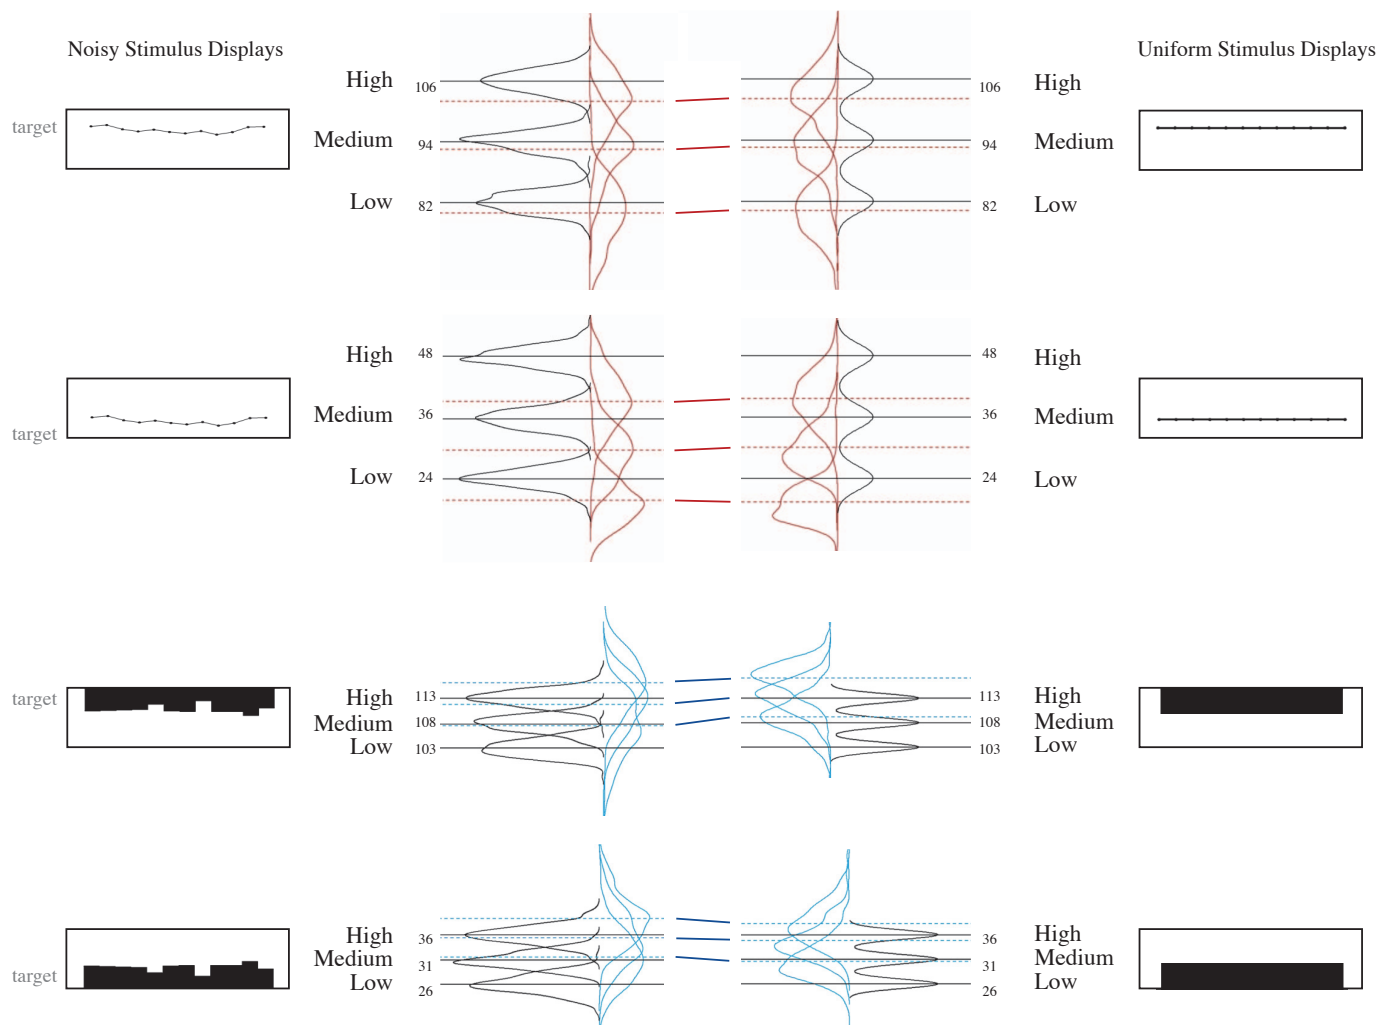 Noisy Stimulus Displays
Uniform Stimulus Displays
High 106
106 High
target
Medium 94
94 Medium
Low 82
82 Low
High 48
48 High
Medium 36
36 Medium
target
Low 24
24 Low
target
High 113
113 High
Medium 108
108 Medium
Low 103
103 Low
High 36
36 High
Medium 31
31 Medium
target
Low 26
26 Low